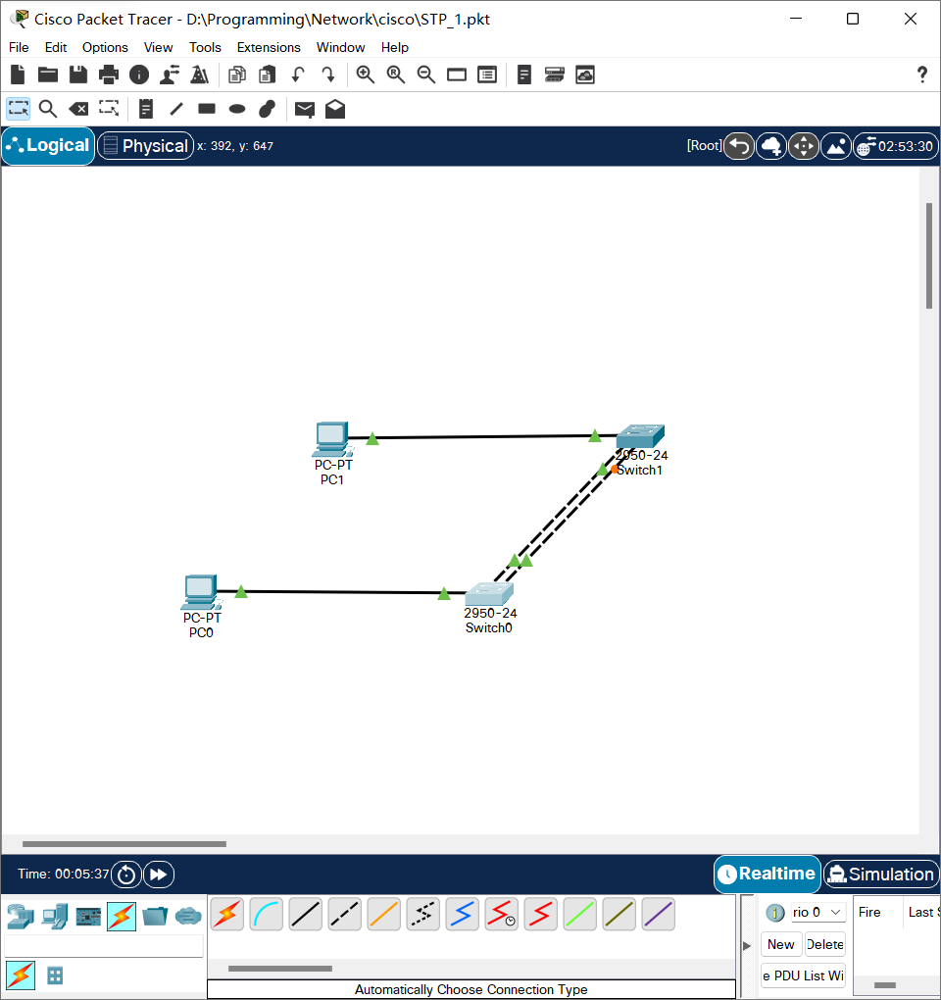 Cisco Packet Tracer - D:\Programming\Network\cisco\STP_1.pkt
File Edit Options View Tools Extensions Window Help
Logical Physical x: 392, y: 647 [Root] 02:53:30
PC-PT
PC1
2950-24
Switch1
PC-PT
PC0
2950-24
Switch0
Time: 00:05:37 Realtime Simulation
rio 0 Fire Last S
New Delete
e PDU List Wi
Automatically Choose Connection Type